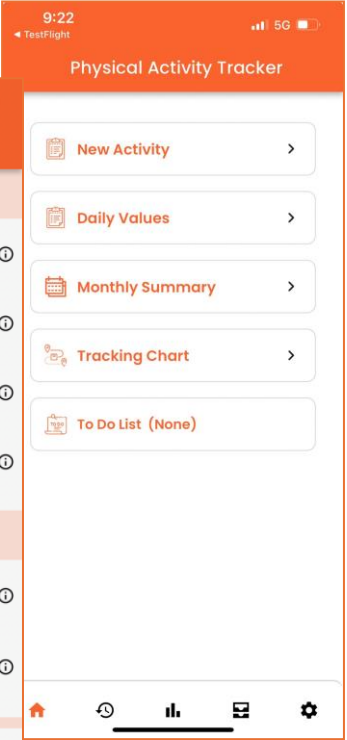 9:22
5G
◀ TestFlight
Physical Activity Tracker
New Activity
Daily Values
Monthly Summary
Tracking Chart
To Do List (None)